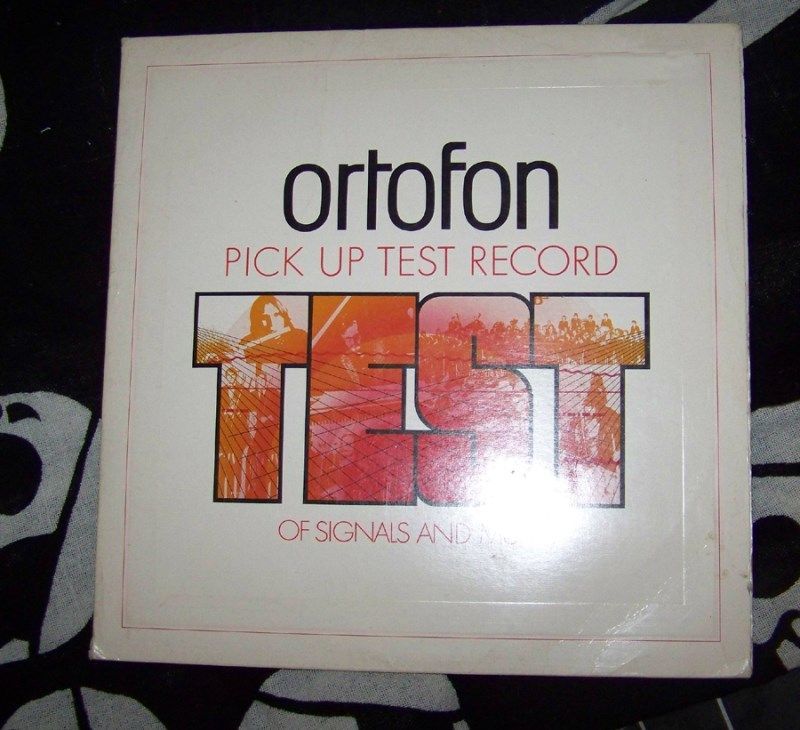 ortofon
PICK UP TEST RECORD
TEST
OF SIGNALS AND